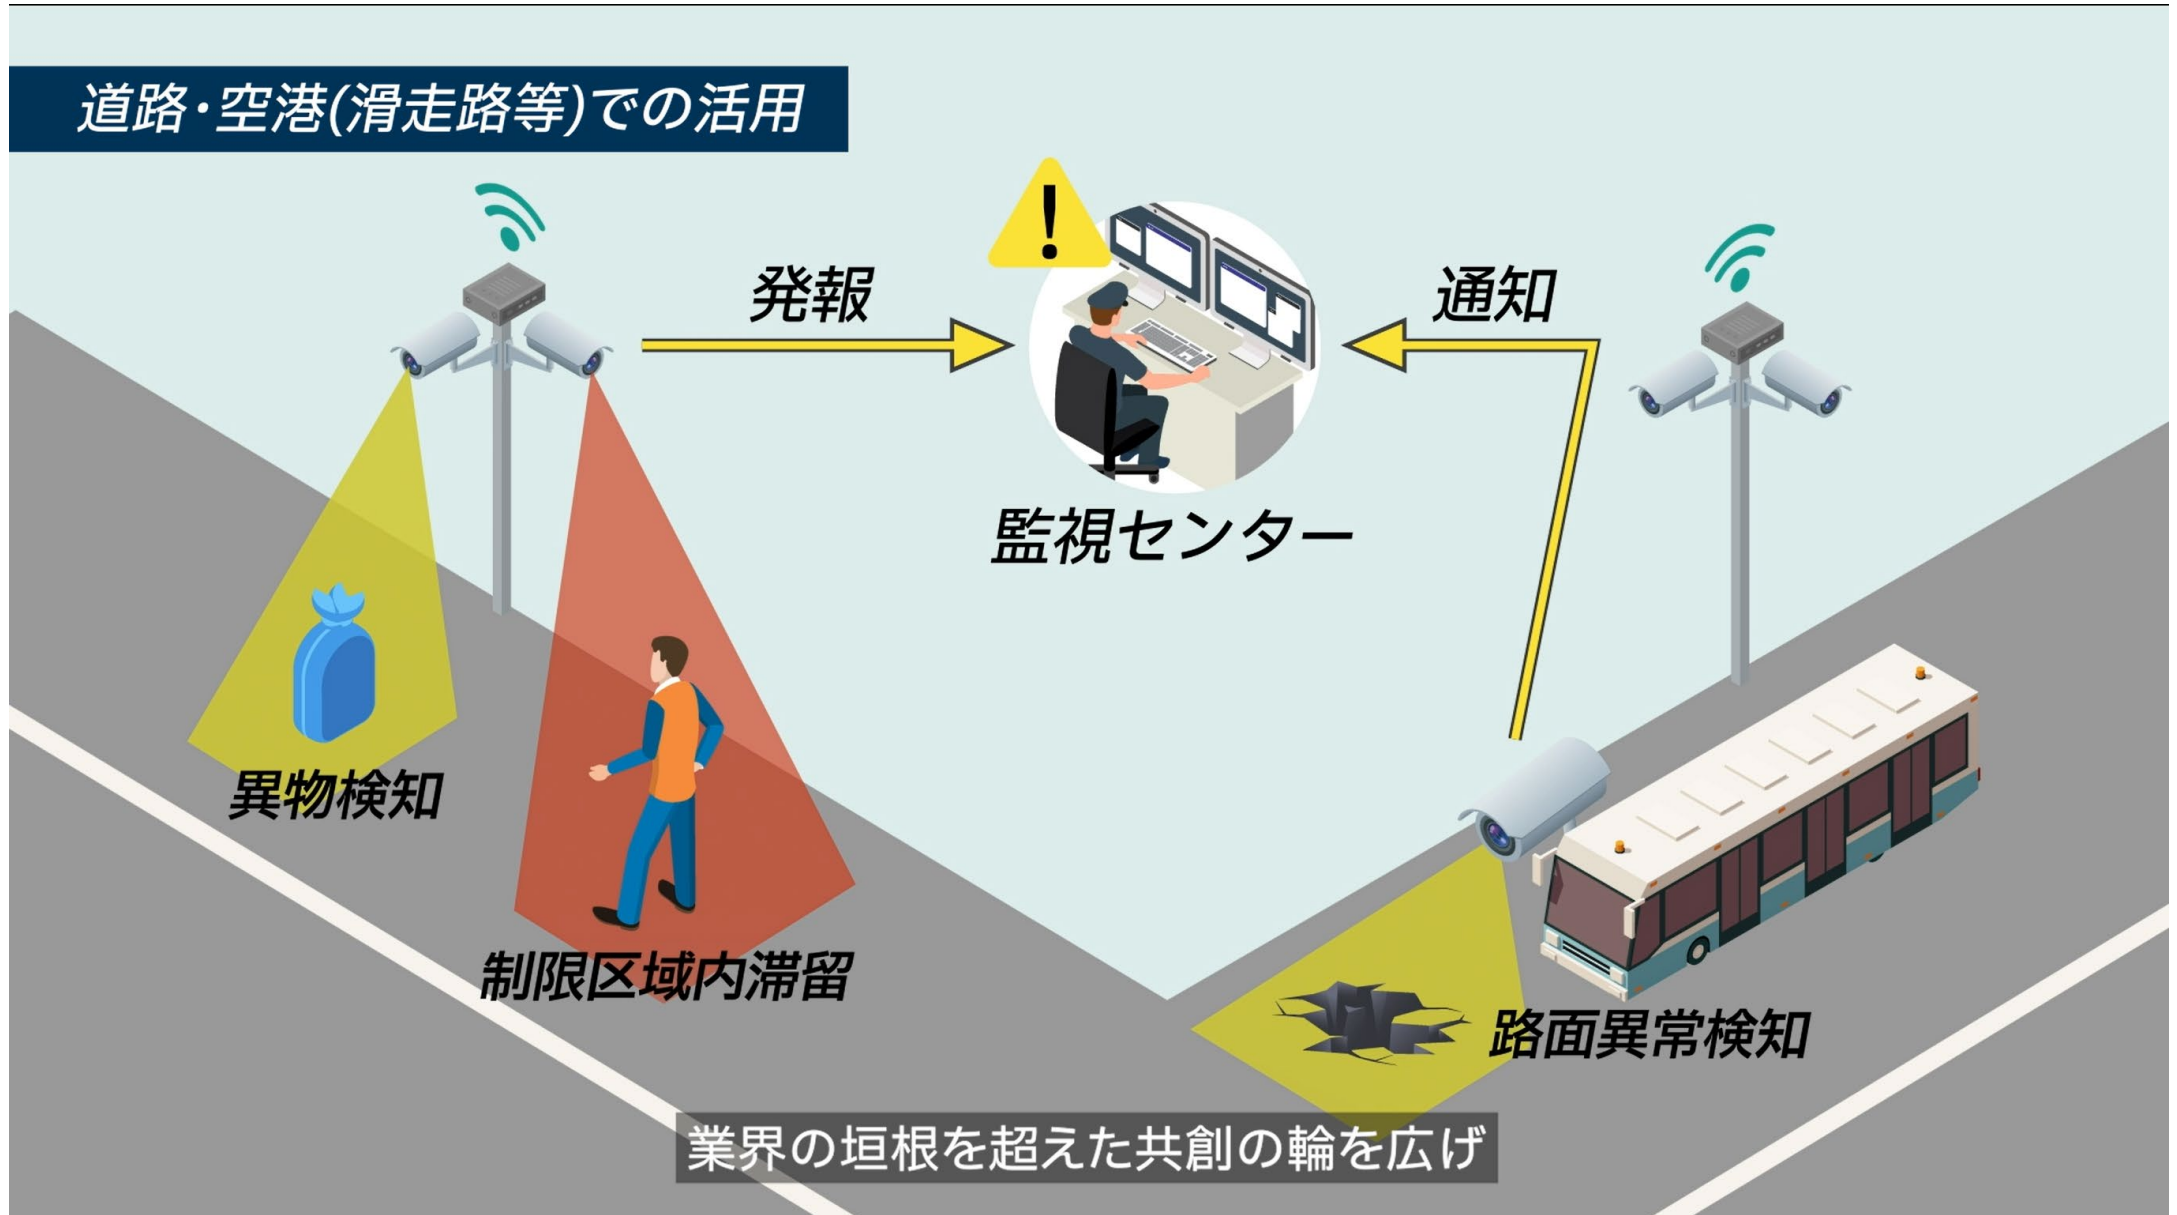 道路・空港(滑走路等)での活用
発報
通知
監視センター
異物検知
制限区域内滞留
路面異常検知
業界の垣根を超えた共創の輪を広げ